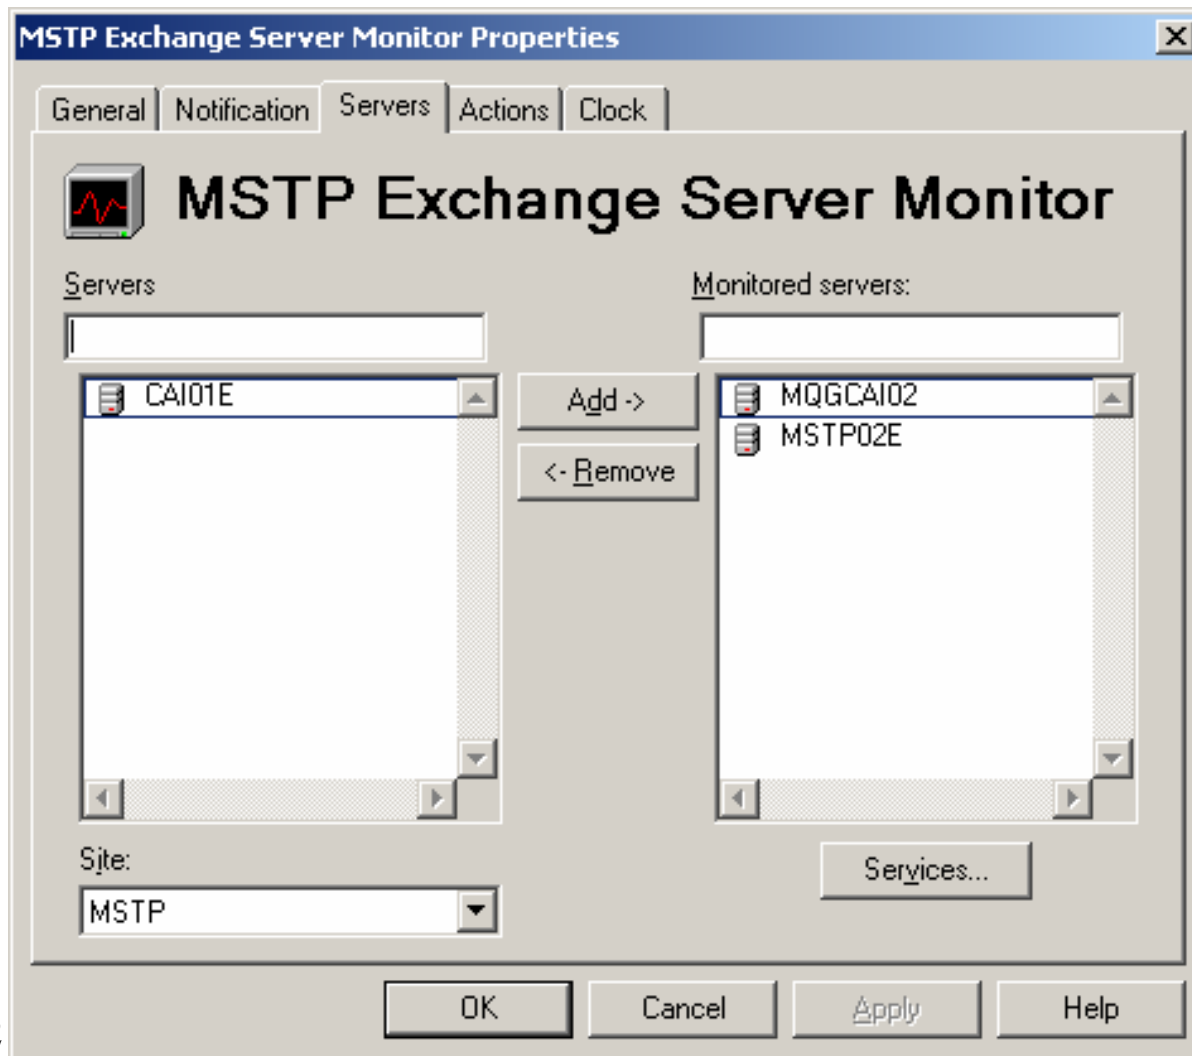 MSTP Exchange Server Monitor Properties
General Notification Servers Actions Clock
MSTP Exchange Server Monitor
Servers Monitored servers:
CAI01E Add -> MQGCAI02
MSTP02E
<- Remove
Site:
Services...
MSTP
OK Cancel Apply Help